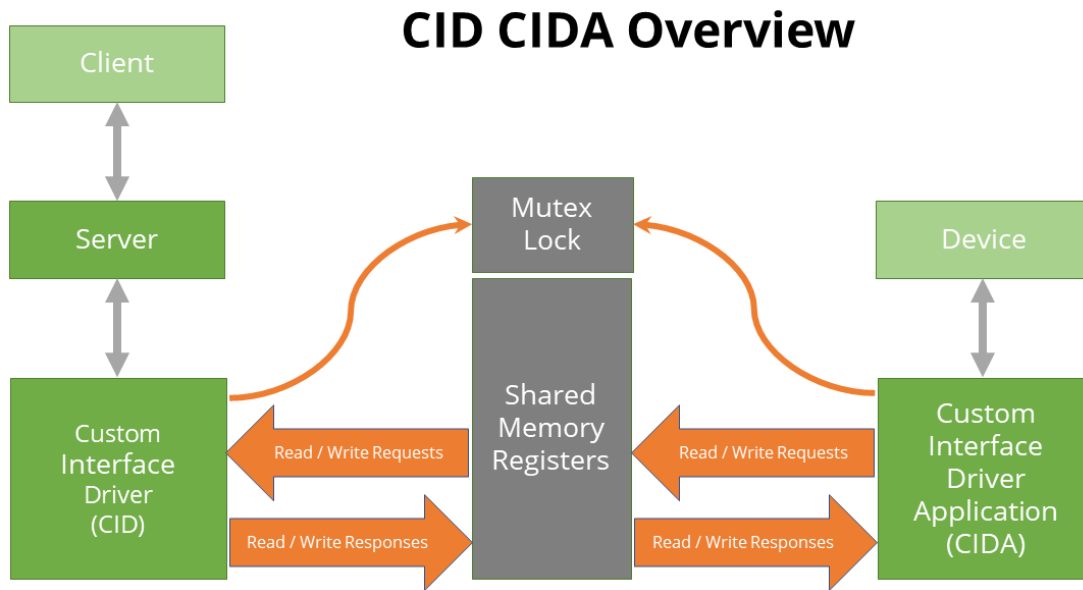 CID CIDA Overview
Client
Server
Mutex
Lock
Device
Custom
Interface
Driver
(CID)
Read / Write Requests
Read / Write Responses
Shared
Memory
Registers
Read / Write Requests
Read / Write Responses
Custom
Interface
Driver
Application
(CIDA)